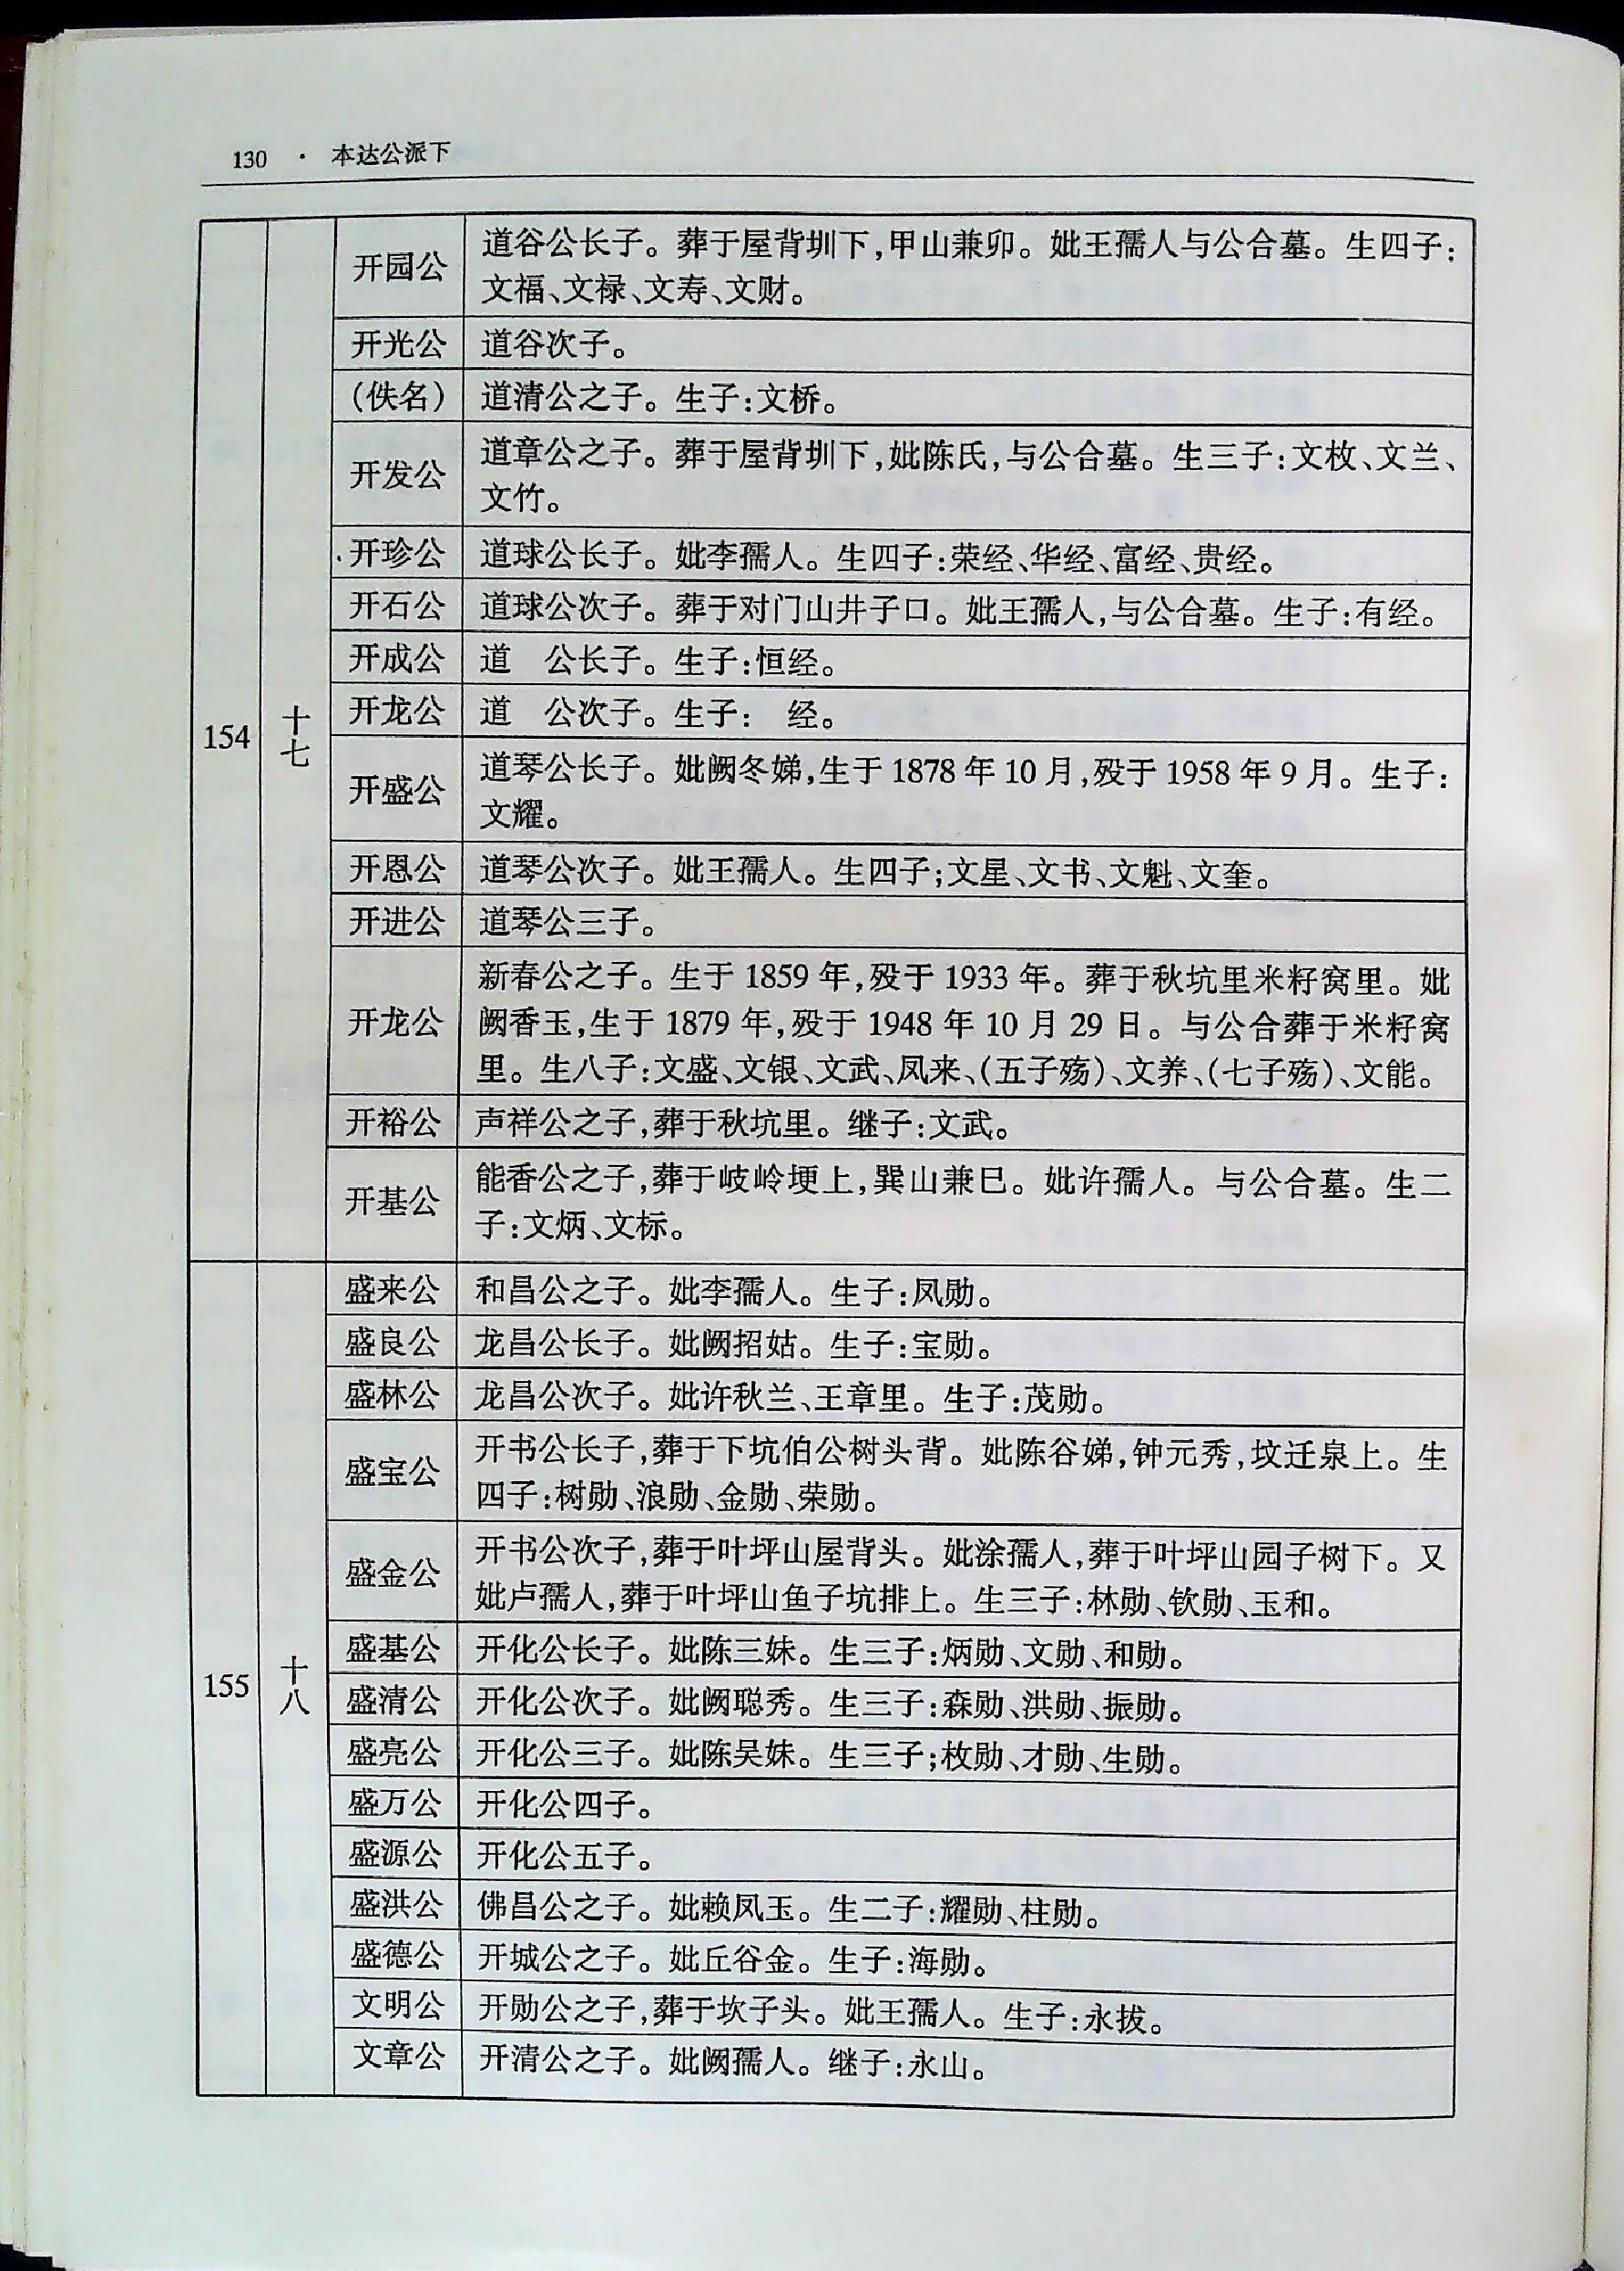 130 · 本达公派下
开园公
道谷公长子。葬于屋背圳下,甲山兼卯。妣王孺人与公合墓。生四子:
文福、文禄、文寿、文财。
开光公 道谷次子。
(佚名) 道清公之子。生子:文桥。
开发公
道章公之子。葬于屋背圳下,妣陈氏,与公合墓。生三子:文枚、文兰、
文竹。
开珍公 道球公长子。妣李孺人。生四子:荣经、华经、富经、贵经。
开石公 道球公次子。葬于对门山井子口。妣王孺人,与公合墓。生子:有经。
开成公 道　公长子。生子:恒经。
开龙公 道　公次子。生子:　经。
154 十七
开盛公
道琴公长子。妣阙冬娣,生于 1878 年 10 月,殁于 1958 年 9 月。生子:
文耀。
开恩公 道琴公次子。妣王孺人。生四子;文星、文书、文魁、文奎。
开进公 道琴公三子。
开龙公
新春公之子。生于 1859 年,殁于 1933 年。葬于秋坑里米籽窝里。妣
阙香玉,生于 1879 年,殁于 1948 年 10 月 29 日。与公合葬于米籽窝
里。生八子:文盛、文银、文武、凤来、(五子殇)、文养、(七子殇)、文能。
开裕公 声祥公之子,葬于秋坑里。继子:文武。
开基公
能香公之子,葬于岐岭埂上,巽山兼巳。妣许孺人。与公合墓。生二
子:文炳、文标。
盛来公 和昌公之子。妣李孺人。生子:凤勋。
盛良公 龙昌公长子。妣阙招姑。生子:宝勋。
盛林公 龙昌公次子。妣许秋兰、王章里。生子:茂勋。
盛宝公
开书公长子,葬于下坑伯公树头背。妣陈谷娣,钟元秀,坟迁泉上。生
四子:树勋、浪勋、金勋、荣勋。
盛金公
开书公次子,葬于叶坪山屋背头。妣涂孺人,葬于叶坪山园子树下。又
妣卢孺人,葬于叶坪山鱼子坑排上。生三子:林勋、钦勋、玉和。
盛基公 开化公长子。妣陈三妹。生三子:炳勋、文勋、和勋。
155 十八
盛清公 开化公次子。妣阙聪秀。生三子:森勋、洪勋、振勋。
盛亮公 开化公三子。妣陈吴妹。生三子;枚勋、才勋、生勋。
盛万公 开化公四子。
盛源公 开化公五子。
盛洪公 佛昌公之子。妣赖凤玉。生二子:耀勋、柱勋。
盛德公 开城公之子。妣丘谷金。生子:海勋。
文明公 开勋公之子,葬于坎子头。妣王孺人。生子:永拔。
文章公 开清公之子。妣阙孺人。继子:永山。